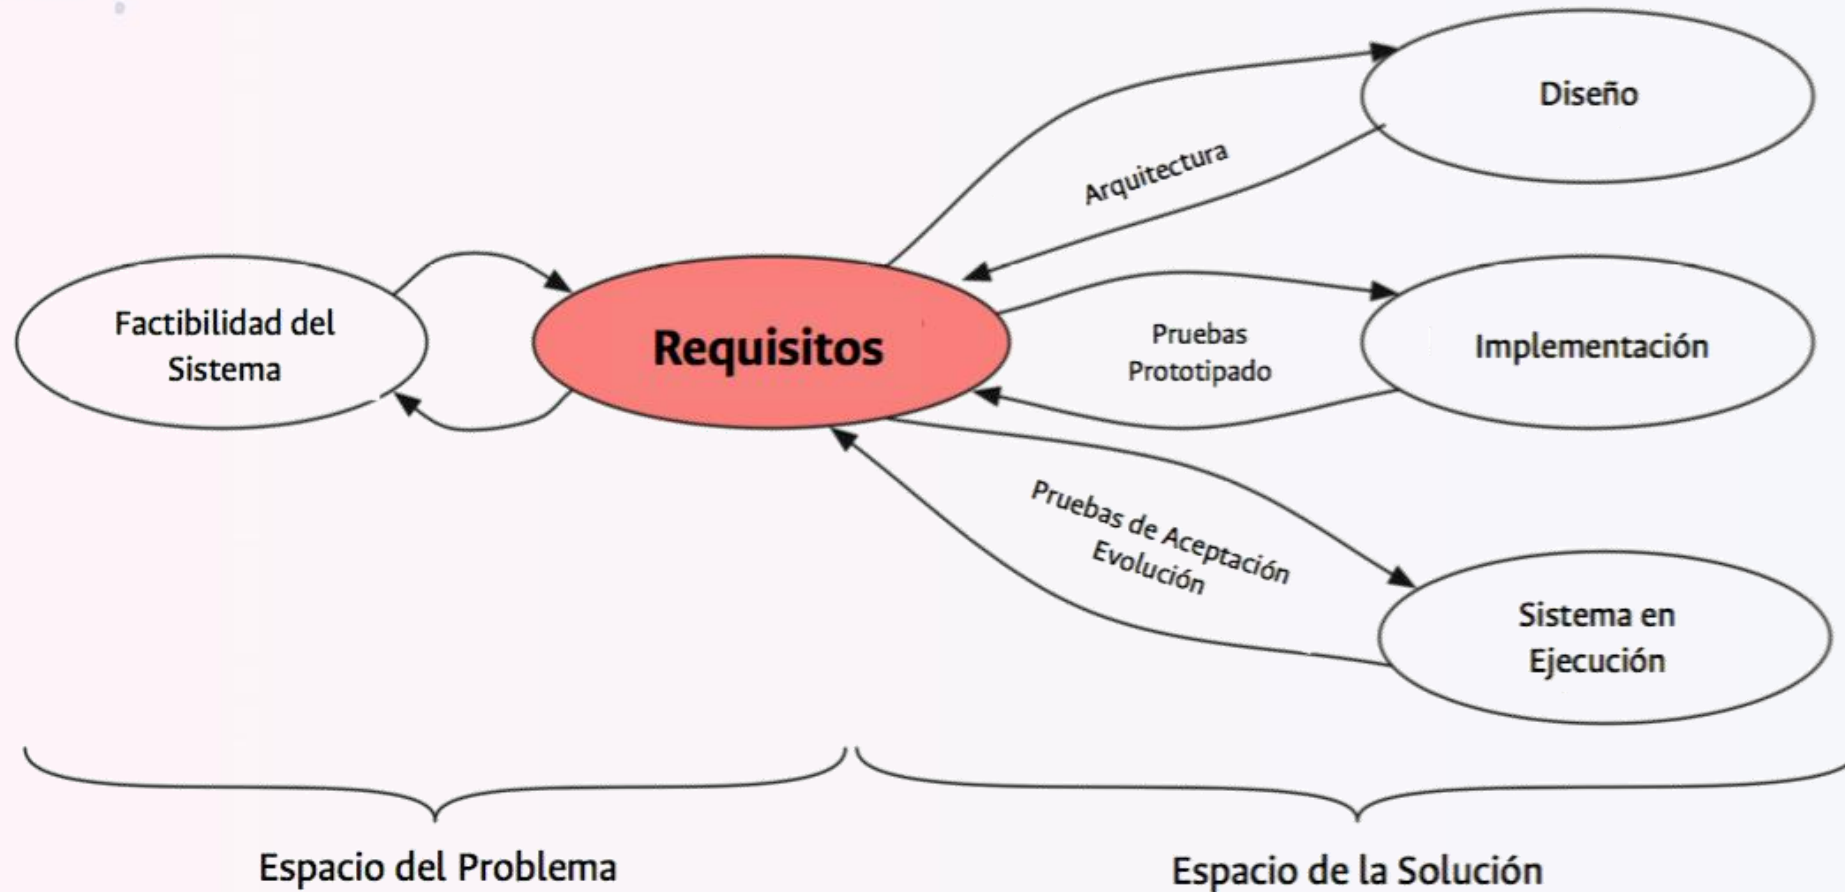 Diseño
Arquitectura
Factibilidad del
Sistema
Requisitos
Pruebas
Prototipado
Implementación
Pruebas de Aceptación
Evolución
Sistema en
Ejecución
Espacio del Problema
Espacio de la Solución